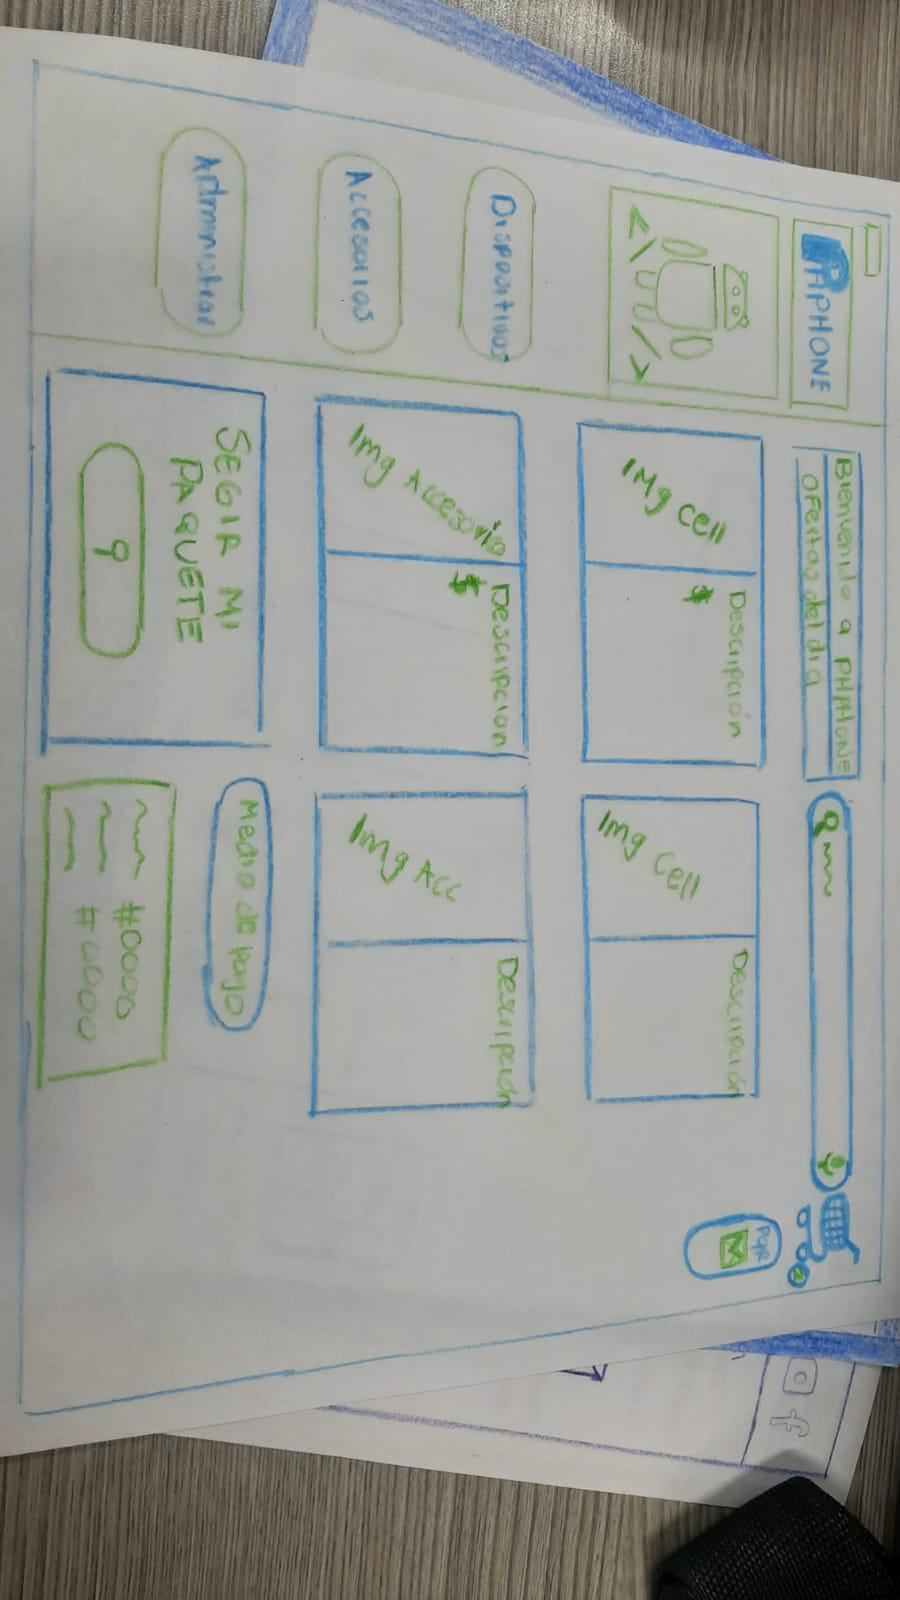 PHPHONE
Dispositivos
Accesorios
Administrar
Bienvenido a PHPHONE
ofertas del dia
PQR
IMg Cell
Descripción
$
Img Cell
Descripción
Img Accesorio
Descripcion
$
Img Acc
Descripción
SEGIR MI
PAQUETE
Medio de pago
#0000
#0000